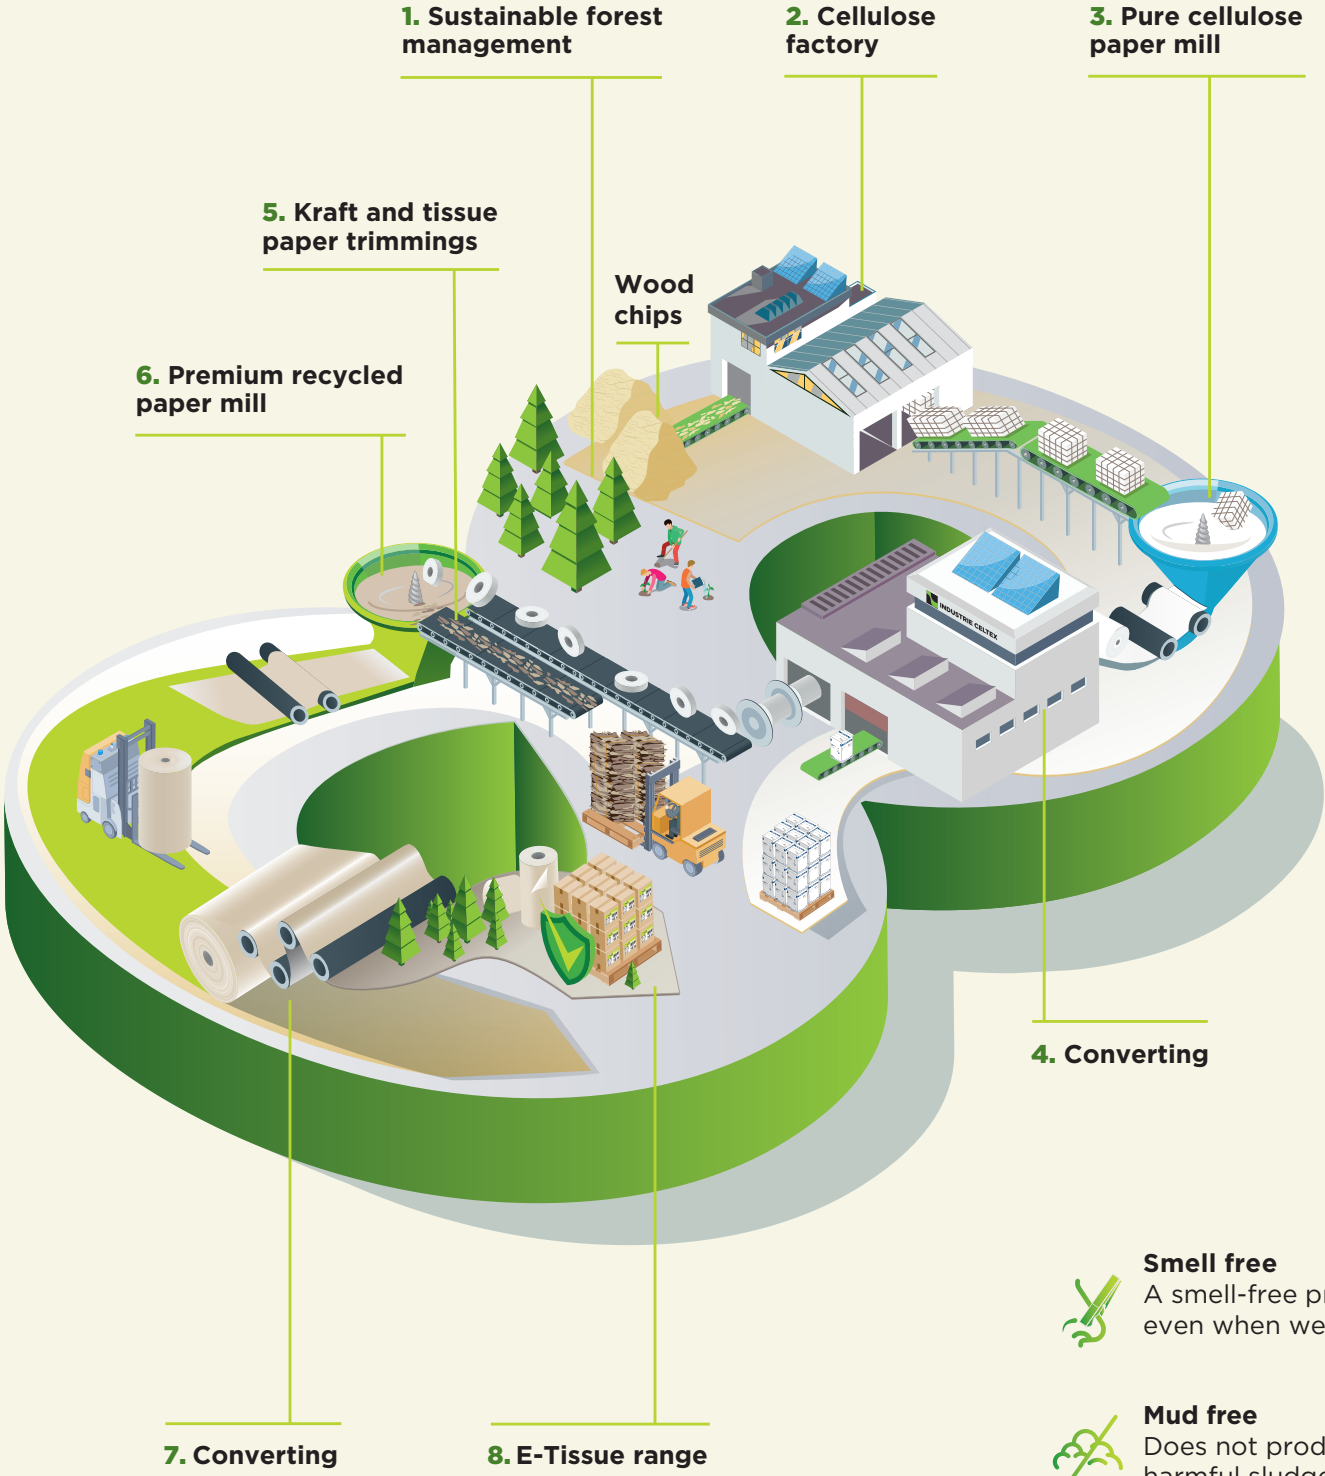 1. Sustainable forest
management
2. Cellulose
factory
3. Pure cellulose
paper mill
5. Kraft and tissue
paper trimmings
Wood
chips
6. Premium recycled
paper mill
INDUSTRIE CELTEX
4. Converting
Smell free
A smell-free
even when
Mud free
Does not
harmful
7. Converting
8. E-Tissue range